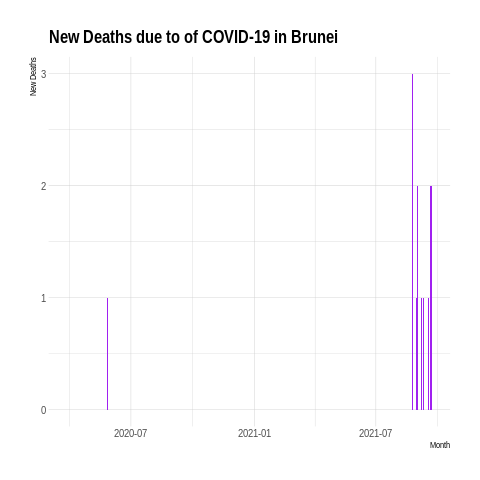 New Deaths due to of COVID-19 in Brunei
New Deaths
3
2
1
0
2020-07
2021-01
2021-07
Month